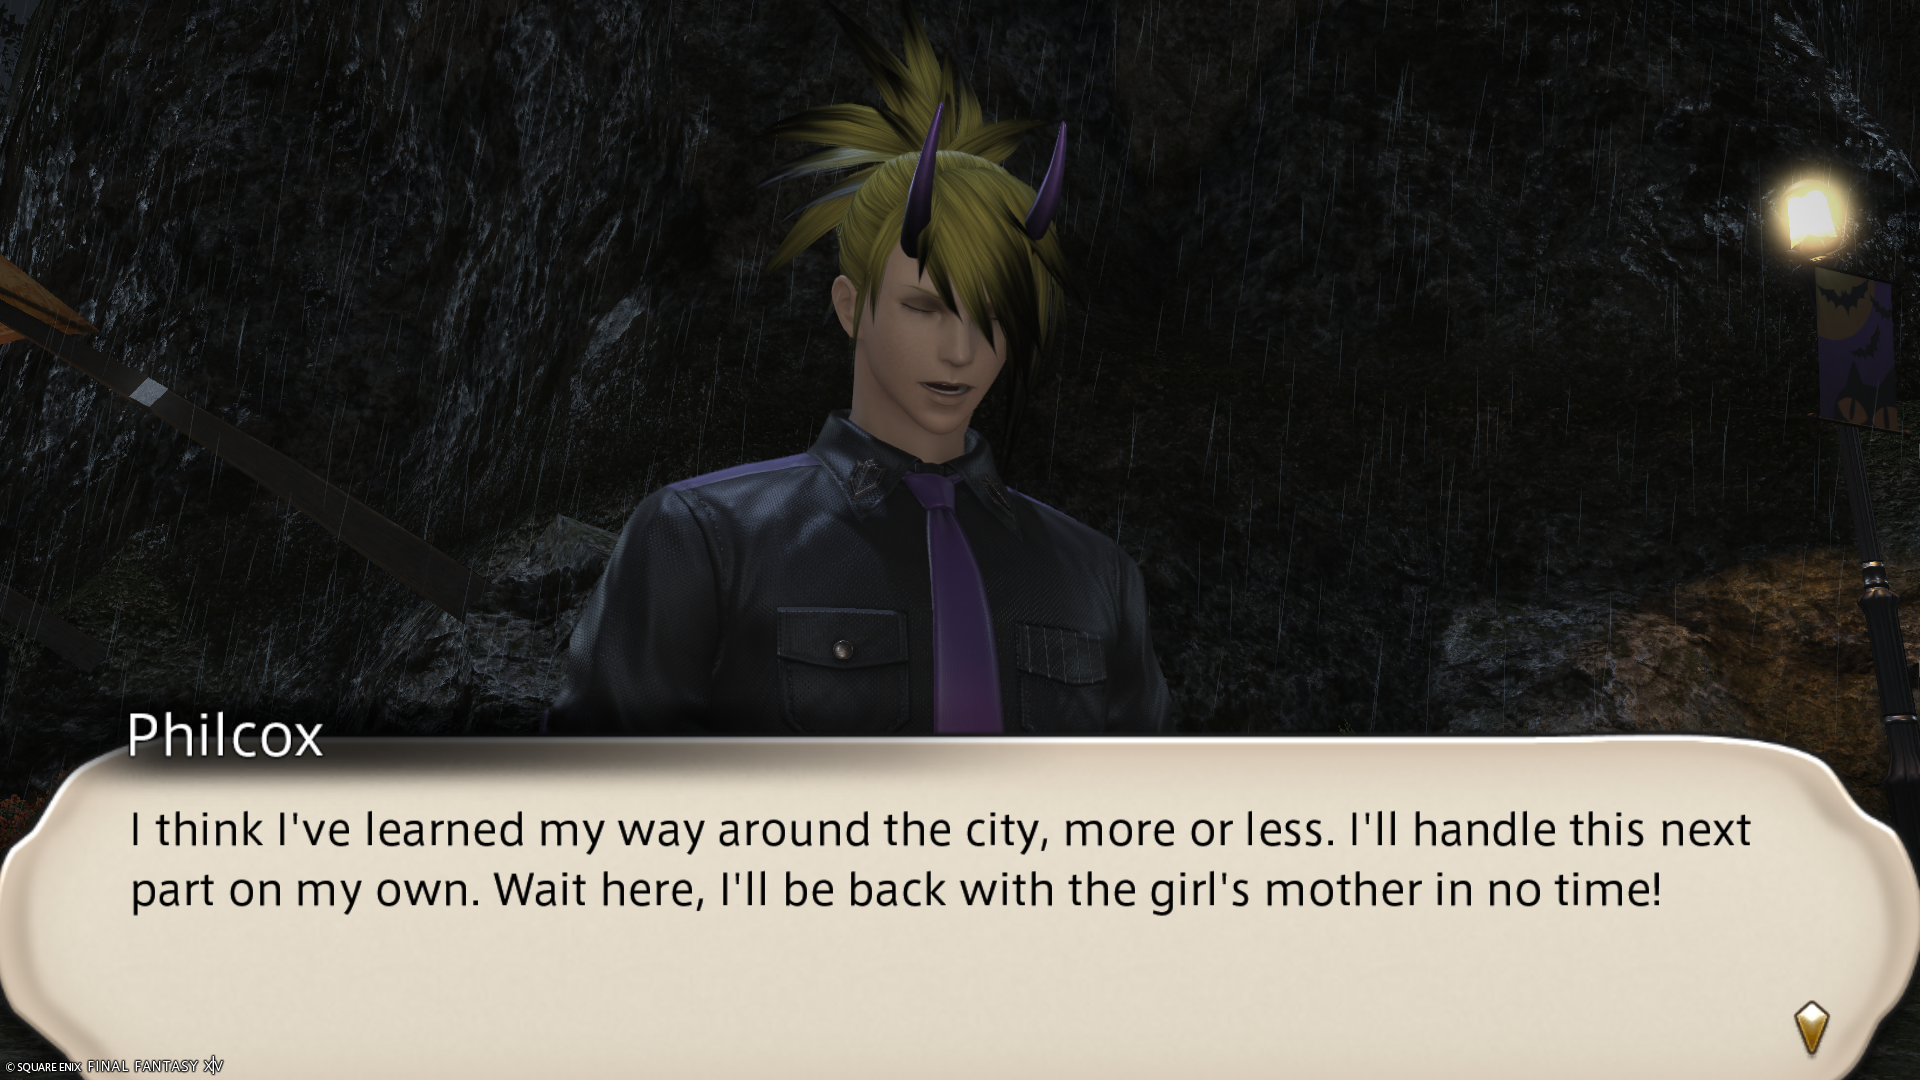 Philcox
I think I've learned my way around the city, more or less. I'll handle this next
part on my own. Wait here, I'll be back with the girl's mother in no time!
© SQUARE ENIX FINAL FANTASY XIV